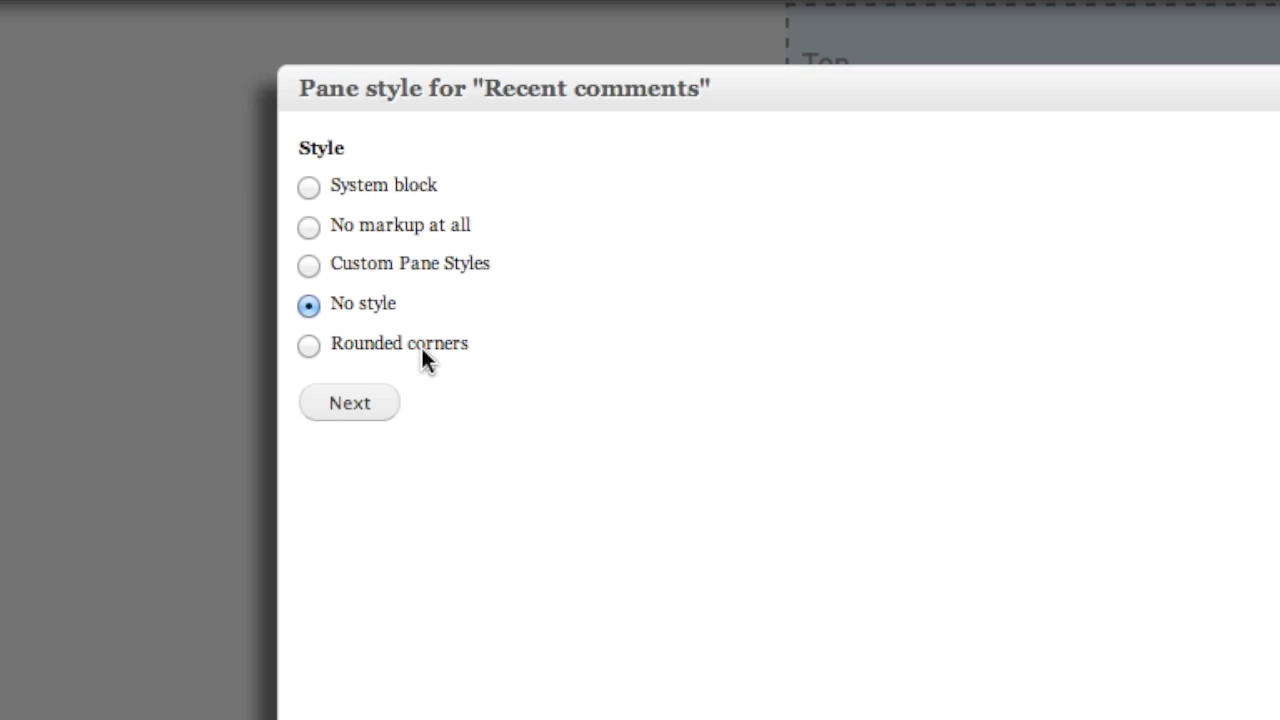 Top
Pane style for "Recent comments"
Style
System block
No markup at all
Custom Pane Styles
No style
Rounded corners
Next